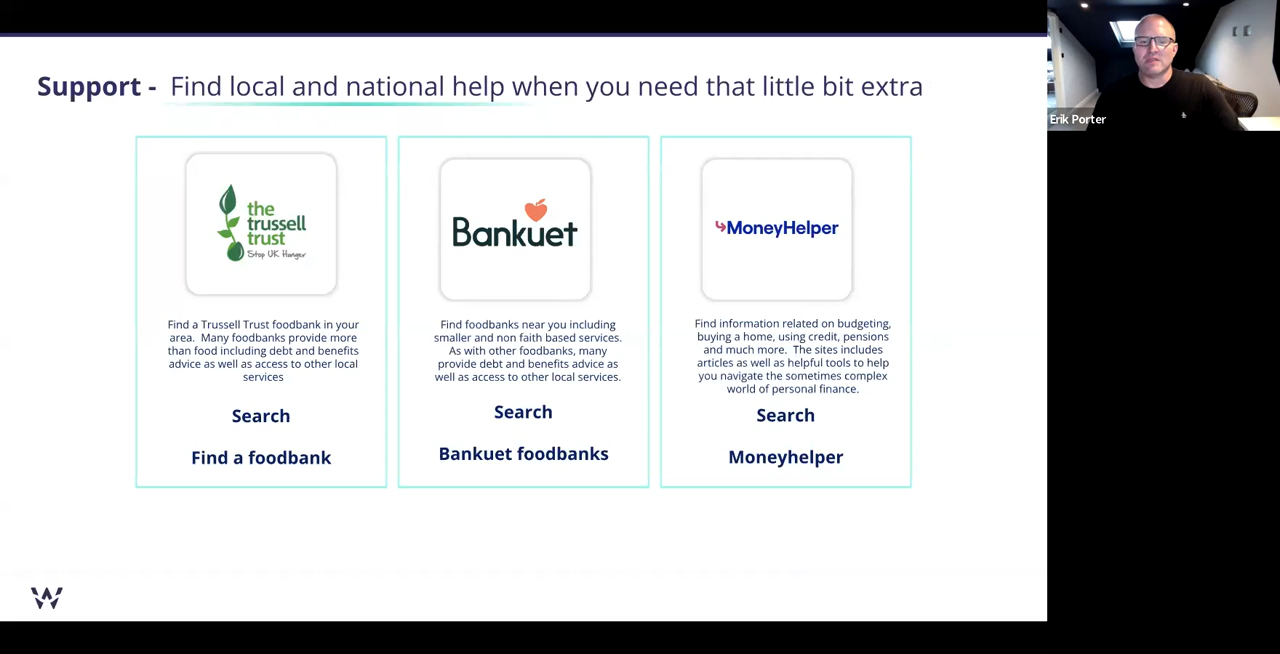 Support - Find local and national help when you need that little bit extra
Erik Porter
the
trussell
trust
Stop UK Hunger
Find a Trussell Trust foodbank in your
area. Many foodbanks provide more
than food including debt and benefits
advice as well as access to other local
services
Search
Find a foodbank
Bankuet
Find foodbanks near you including
smaller and non faith based services.
As with other foodbanks, many
provide debt and benefits advice as
well as access to other local services.
Search
Bankuet foodbanks
MoneyHelper
Find information related on budgeting,
buying a home, using credit, pensions
and much more. The sites includes
articles as well as helpful tools to help
you navigate the sometimes complex
world of personal finance.
Search
Moneyhelper
W